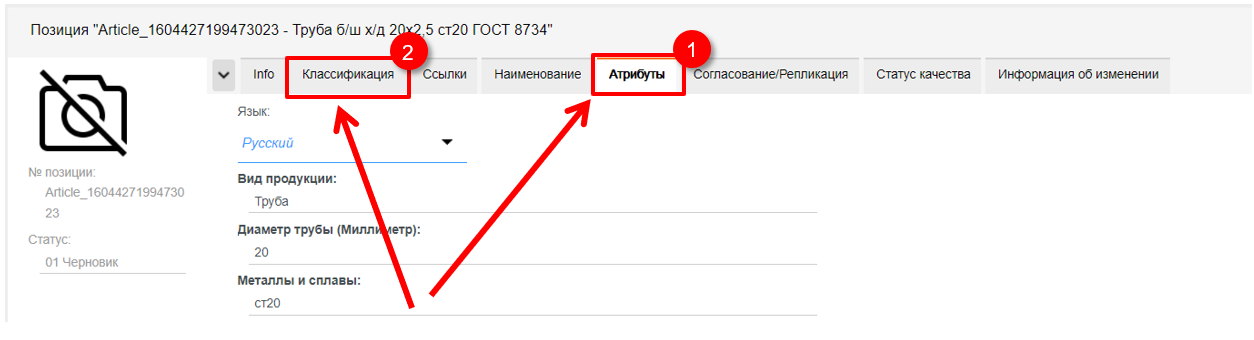 Позиция "Article_1604427199473023 - Труба б/ш х/д 20х2,5 ст20 ГОСТ 8734"
2
1
Info
Классификация
Ссылки
Наименование
Атрибуты
Согласование/Репликация
Статус качества
Информация об изменении
Язык:
Русский
№ позиции:
Article_16044271994730
23
Статус:
01 Черновик
Вид продукции:
Труба
Диаметр трубы (Миллиметр):
20
Металлы и сплавы:
ст20